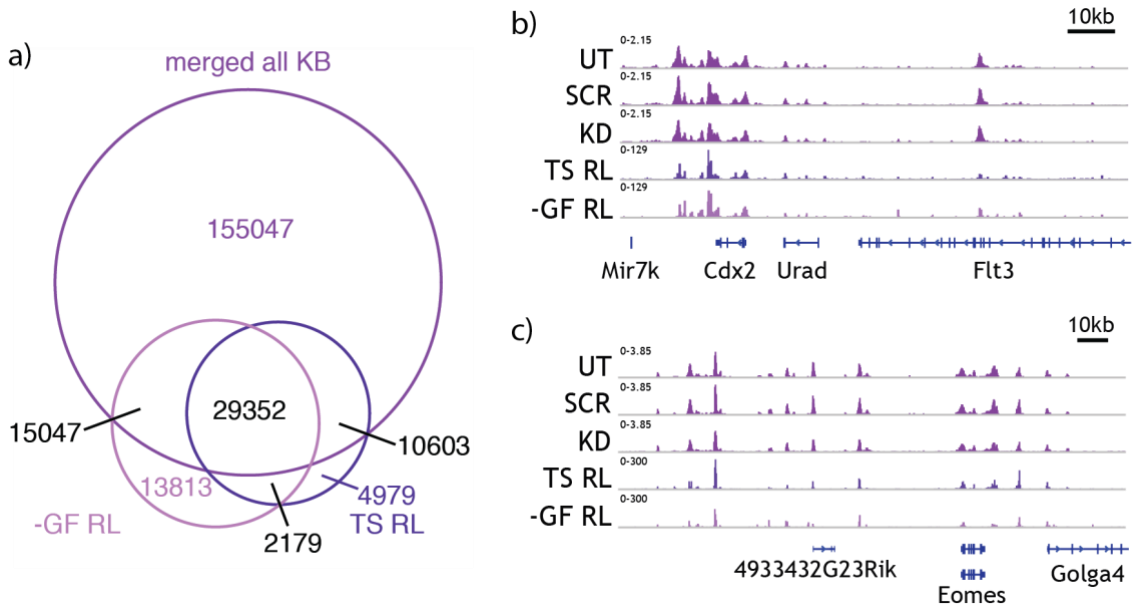 a)
merged all KB
155047
29352
15047
10603
13813
4979
-GF RL
TS RL
2179
b)
10kb
0-2.15
UT
0-2.15
SCR
0-2.15
KD
0-129
TS RL
0-129
-GF RL
Mir7k Cdx2 Urad Flt3
c)
10kb
0-3.85
UT
0-3.85
SCR
0-3.85
KD
0-300
TS RL
0-300
-GF RL
4933432G23Rik Eomes Golga4